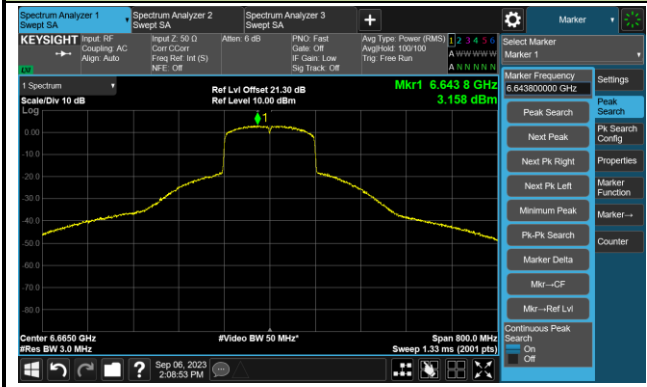 Spectrum Analyzer 1
Swept SA
Spectrum Analyzer 2
Swept SA
Spectrum Analyzer 3
Swept SA
Marker
KEYSIGHT
Input: RF
Coupling: AC
Align: Auto
Input Z: 50 Ω
Corr CCorr
Freq Ref: Int (S)
NFE: Off
Atten: 6 dB
PNO: Fast
Gate: Off
IF Gain: Low
Sig Track: Off
Avg Type: Power (RMS)
Avg|Hold: 100/100
Trig: Free Run
1 2 3 4 5 6
A W W W W W
A N N N N N
Select Marker
Marker 1
1 Spectrum
Scale/Div 10 dB
Log
Ref Lvl Offset 21.30 dB
Ref Level 10.00 dBm
Mkr1 6.643 8 GHz
3.158 dBm
1
0.00
-10.0
-20.0
-30.0
-40.0
-50.0
-60.0
-70.0
-80.0
Center 6.6650 GHz
#Res BW 3.0 MHz
#Video BW 50 MHz*
Span 800.0 MHz
Sweep 1.33 ms (2001 pts)
Marker Frequency
6.643800000 GHz
Peak Search
Next Peak
Next Pk Right
Next Pk Left
Minimum Peak
Pk-Pk Search
Marker Delta
Mkr→CF
Mkr→Ref Lvl
Continuous Peak
Search
On
Off
Settings
Peak
Search
Pk Search
Config
Properties
Marker
Function
Marker→
Counter
Sep 06, 2023
2:08:53 PM